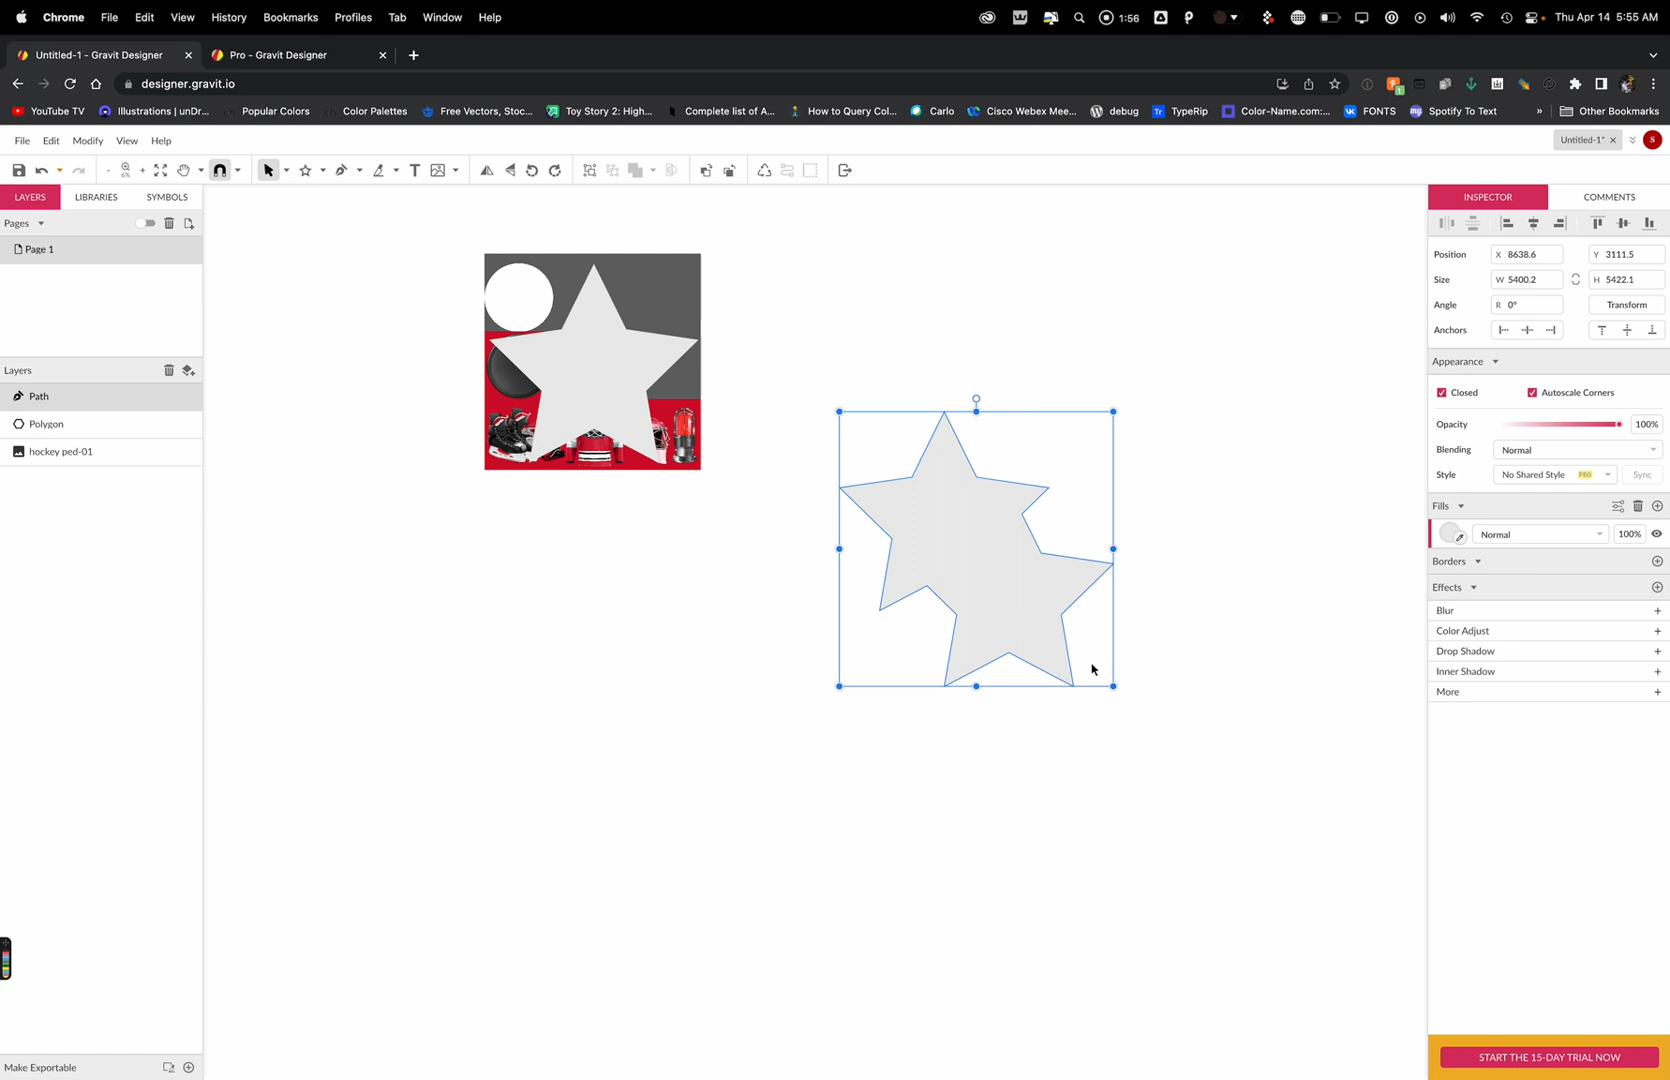 Chrome File Edit View History Bookmarks Profiles Tab Window Help 1:56 Thu Apr 14 5:55 AM
Untitled-1 - Gravit Designer Pro - Gravit Designer
designer.gravit.io
YouTube TV Illustrations | unDr... Popular Colors Color Palettes Free Vectors, Stoc... Toy Story 2: High... Complete list of A... How to Query Col... Carlo Cisco Webex Mee... debug TypeRip Color-Name.com:... FONTS Spotify To Text » Other Bookmarks
File Edit Modify View Help Untitled-1* S
6%
LAYERS LIBRARIES SYMBOLS INSPECTOR COMMENTS
Pages
Page 1
Position X 8638.6 Y 3111.5
Size W 5400.2 H 5422.1
Angle R 0° Transform
Anchors
Layers
Path
Polygon
hockey ped-01
Appearance
Closed Autoscale Corners
Opacity 100%
Blending Normal
Style No Shared Style PRO Sync
Fills
Normal 100%
Borders
Effects
Blur
Color Adjust
Drop Shadow
Inner Shadow
More
Make Exportable
START THE 15-DAY TRIAL NOW